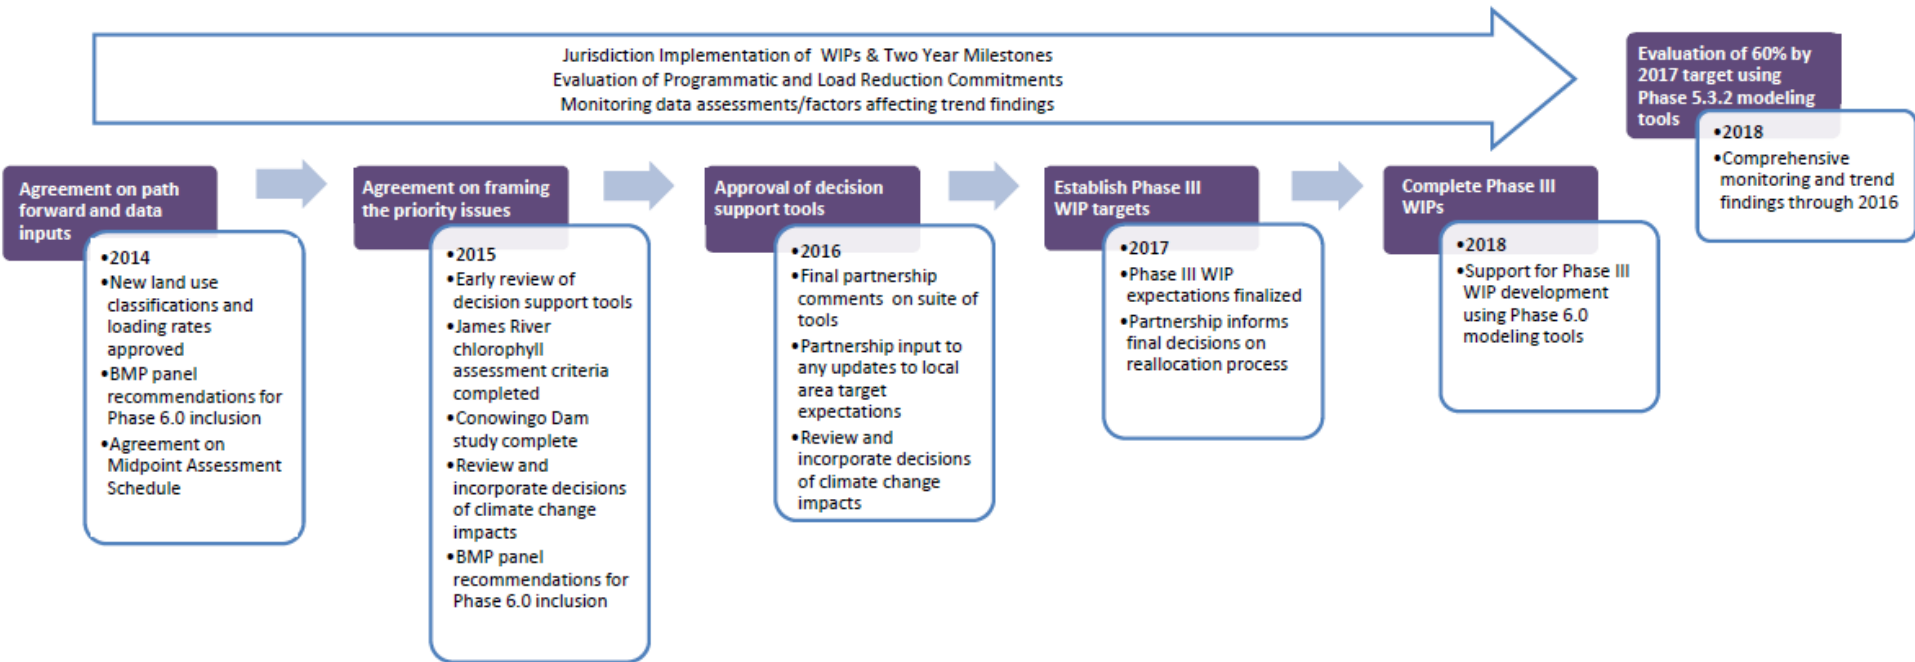 Jurisdiction Implementation of WIPs & Two Year Milestones
Evaluation of Programmatic and Load Reduction Commitments
Monitoring data assessments/factors affecting trend findings
Evaluation of 60% by
2017 target using
Phase 5.3.2 modeling
tools
•2018
•Comprehensive
monitoring and trend
findings through 2016
Agreement on path
forward and data
inputs
•2014
•New land use
classifications and
loading rates
approved
•BMP panel
recommendations for
Phase 6.0 inclusion
•Agreement on
Midpoint Assessment
Schedule
Agreement on framing
the priority issues
•2015
•Early review of
decision support tools
•James River
chlorophyll
assessment criteria
completed
•Conowingo Dam
study complete
•Review and
incorporate decisions
of climate change
impacts
•BMP panel
recommendations for
Phase 6.0 inclusion
Approval of decision
support tools
•2016
•Final partnership
comments on suite of
tools
•Partnership input to
any updates to local
area target
expectations
•Review and
incorporate decisions
of climate change
impacts
Establish Phase III
WIP targets
•2017
•Phase III WIP
expectations finalized
•Partnership informs
final decisions on
reallocation process
Complete Phase III
WIPs
•2018
•Support for Phase III
WIP development
using Phase 6.0
modeling tools